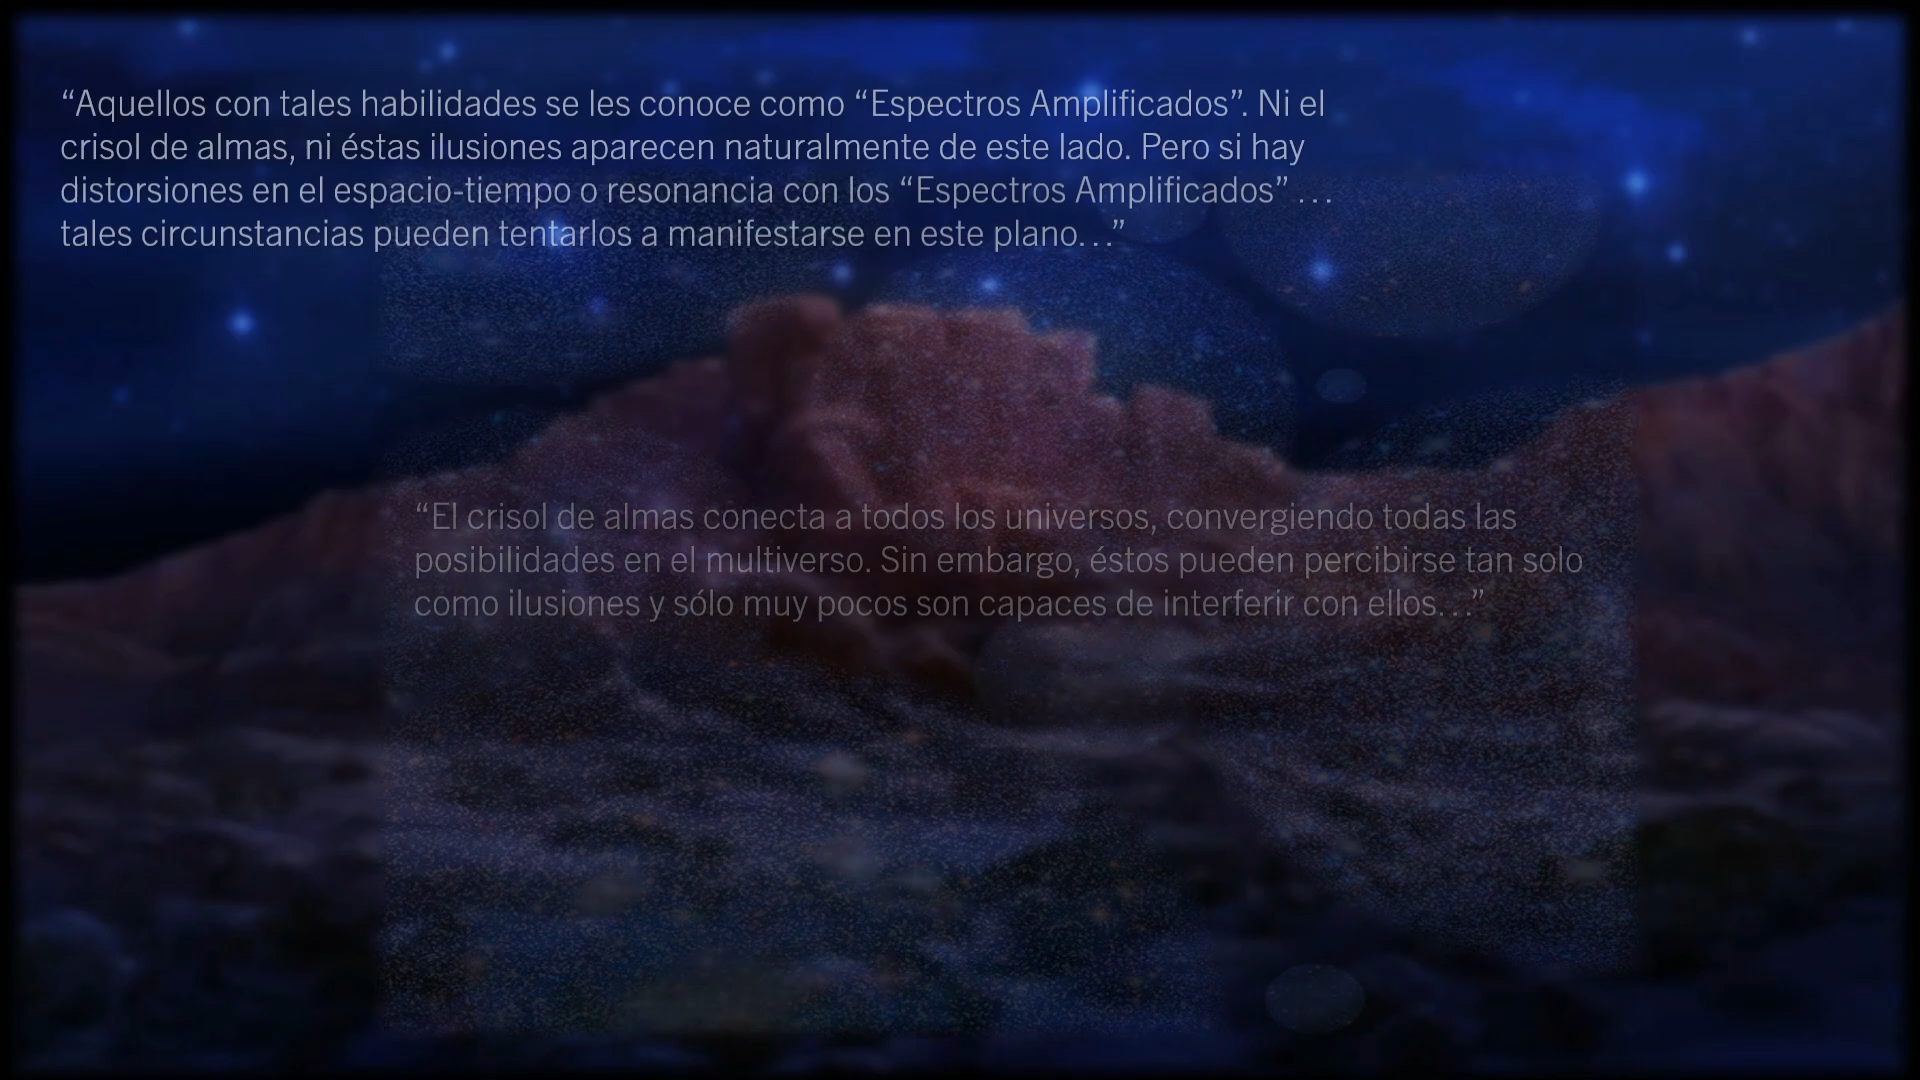 “Aquellos con tales habilidades se les conoce como “Espectros Amplificados”. Ni el
crisol de almas, ni éstas ilusiones aparecen naturalmente de este lado. Pero si hay
distorsiones en el espacio-tiempo o resonancia con los “Espectros Amplificados” ...
tales circunstancias pueden tentarlos a manifestarse en este plano...”
“El crisol de almas conecta a todos los universos, convergiendo todas las
posibilidades en el multiverso. Sin embargo, éstos pueden percibirse tan solo
como ilusiones y sólo muy pocos son capaces de interferir con ellos...”